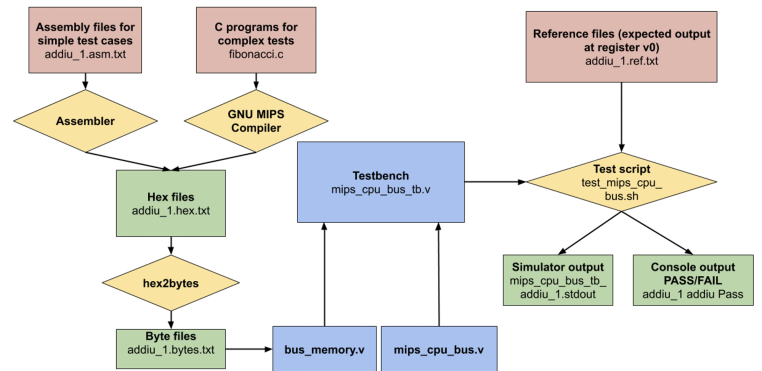 Assembly files for
simple test cases
addiu_1.asm.txt
C programs for
complex tests
fibonacci.c
Reference files (expected output
at register v0)
addiu_1.ref.txt
Assembler
GNU MIPS
Compiler
Testbench
mips_cpu_bus_tb.v
Test script
test_mips_cpu_
bus.sh
Hex files
addiu_1.hex.txt
hex2bytes
Simulator output
mips_cpu_bus_tb_
addiu_1.stdout
Console output
PASS/FAIL
addiu_1 addiu Pass
Byte files
addiu_1.bytes.txt
bus_memory.v
mips_cpu_bus.v